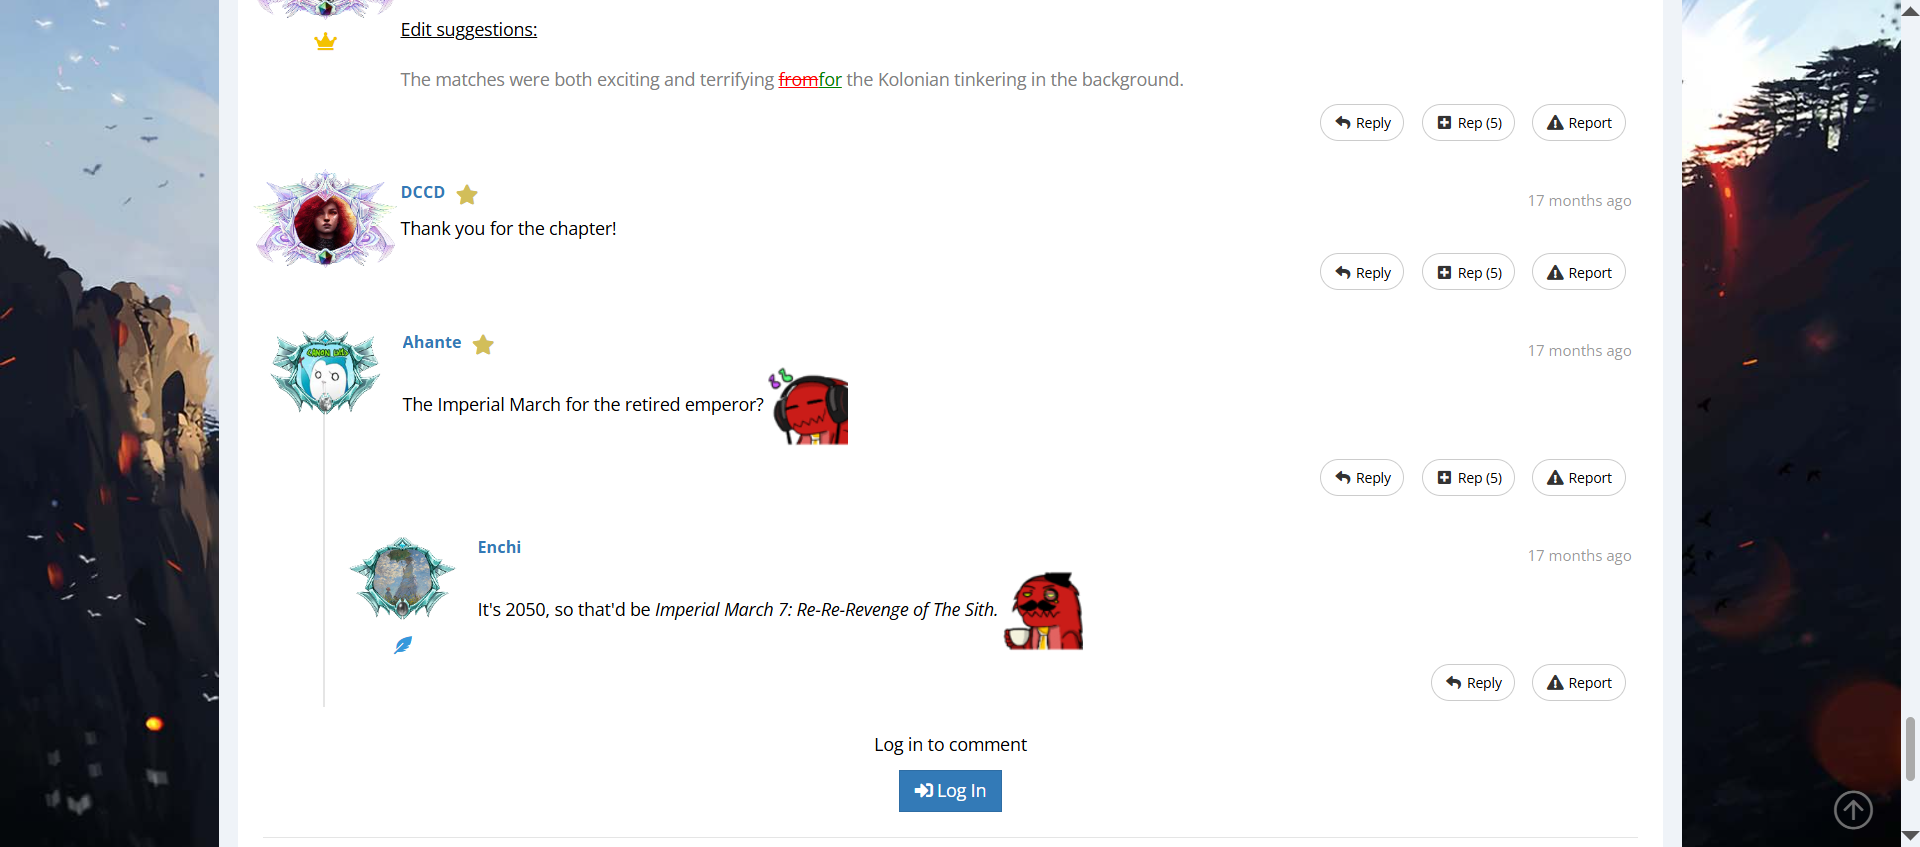 Edit suggestions:
The matches were both exciting and terrifying fromfor the Kolonian tinkering in the background.
Reply Rep (5) Report
DCCD 17 months ago
Thank you for the chapter!
Reply Rep (5) Report
Ahante 17 months ago
The Imperial March for the retired emperor?
Reply Rep (5) Report
Enchi 17 months ago
It's 2050, so that'd be Imperial March 7: Re-Re-Revenge of The Sith.
Reply Report
Log in to comment
Log In